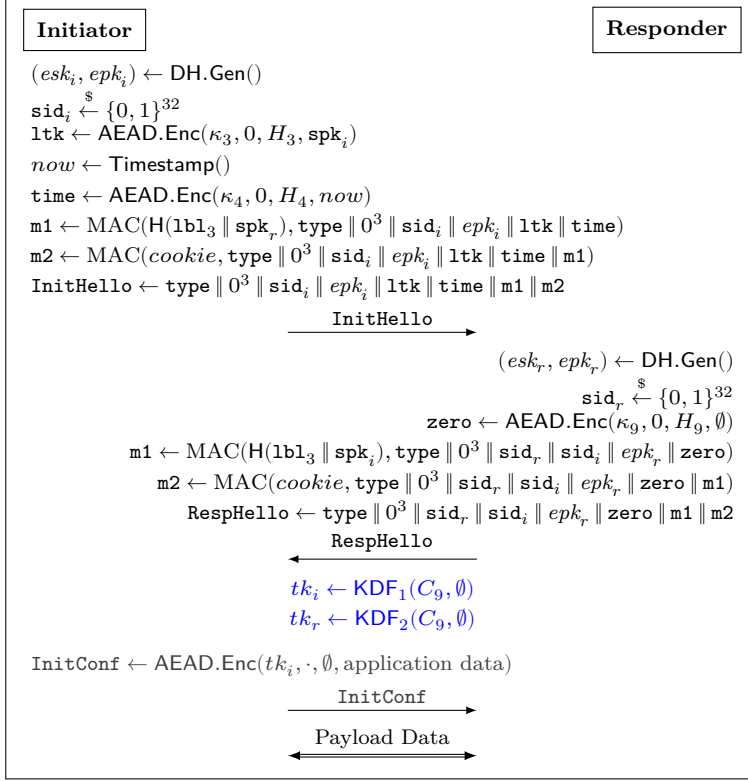 Initiator Responder
(esk_i, epk_i) ← DH.Gen()
sid_i ←$ {0, 1}^32
ltk ← AEAD.Enc(κ_3, 0, H_3, spk_i)
now ← Timestamp()
time ← AEAD.Enc(κ_4, 0, H_4, now)
m1 ← MAC(H(lbl_3 ∥ spk_r), type ∥ 0^3 ∥ sid_i ∥ epk_i ∥ ltk ∥ time)
m2 ← MAC(cookie, type ∥ 0^3 ∥ sid_i ∥ epk_i ∥ ltk ∥ time ∥ m1)
InitHello ← type ∥ 0^3 ∥ sid_i ∥ epk_i ∥ ltk ∥ time ∥ m1 ∥ m2
InitHello
(esk_r, epk_r) ← DH.Gen()
sid_r ←$ {0, 1}^32
zero ← AEAD.Enc(κ_9, 0, H_9, ∅)
m1 ← MAC(H(lbl_3 ∥ spk_i), type ∥ 0^3 ∥ sid_r ∥ sid_i ∥ epk_r ∥ zero)
m2 ← MAC(cookie, type ∥ 0^3 ∥ sid_r ∥ sid_i ∥ epk_r ∥ zero ∥ m1)
RespHello ← type ∥ 0^3 ∥ sid_r ∥ sid_i ∥ epk_r ∥ zero ∥ m1 ∥ m2
RespHello
tk_i ← KDF_1(C_9, ∅)
tk_r ← KDF_2(C_9, ∅)
InitConf ← AEAD.Enc(tk_i, ·, ∅, application data)
InitConf
Payload Data